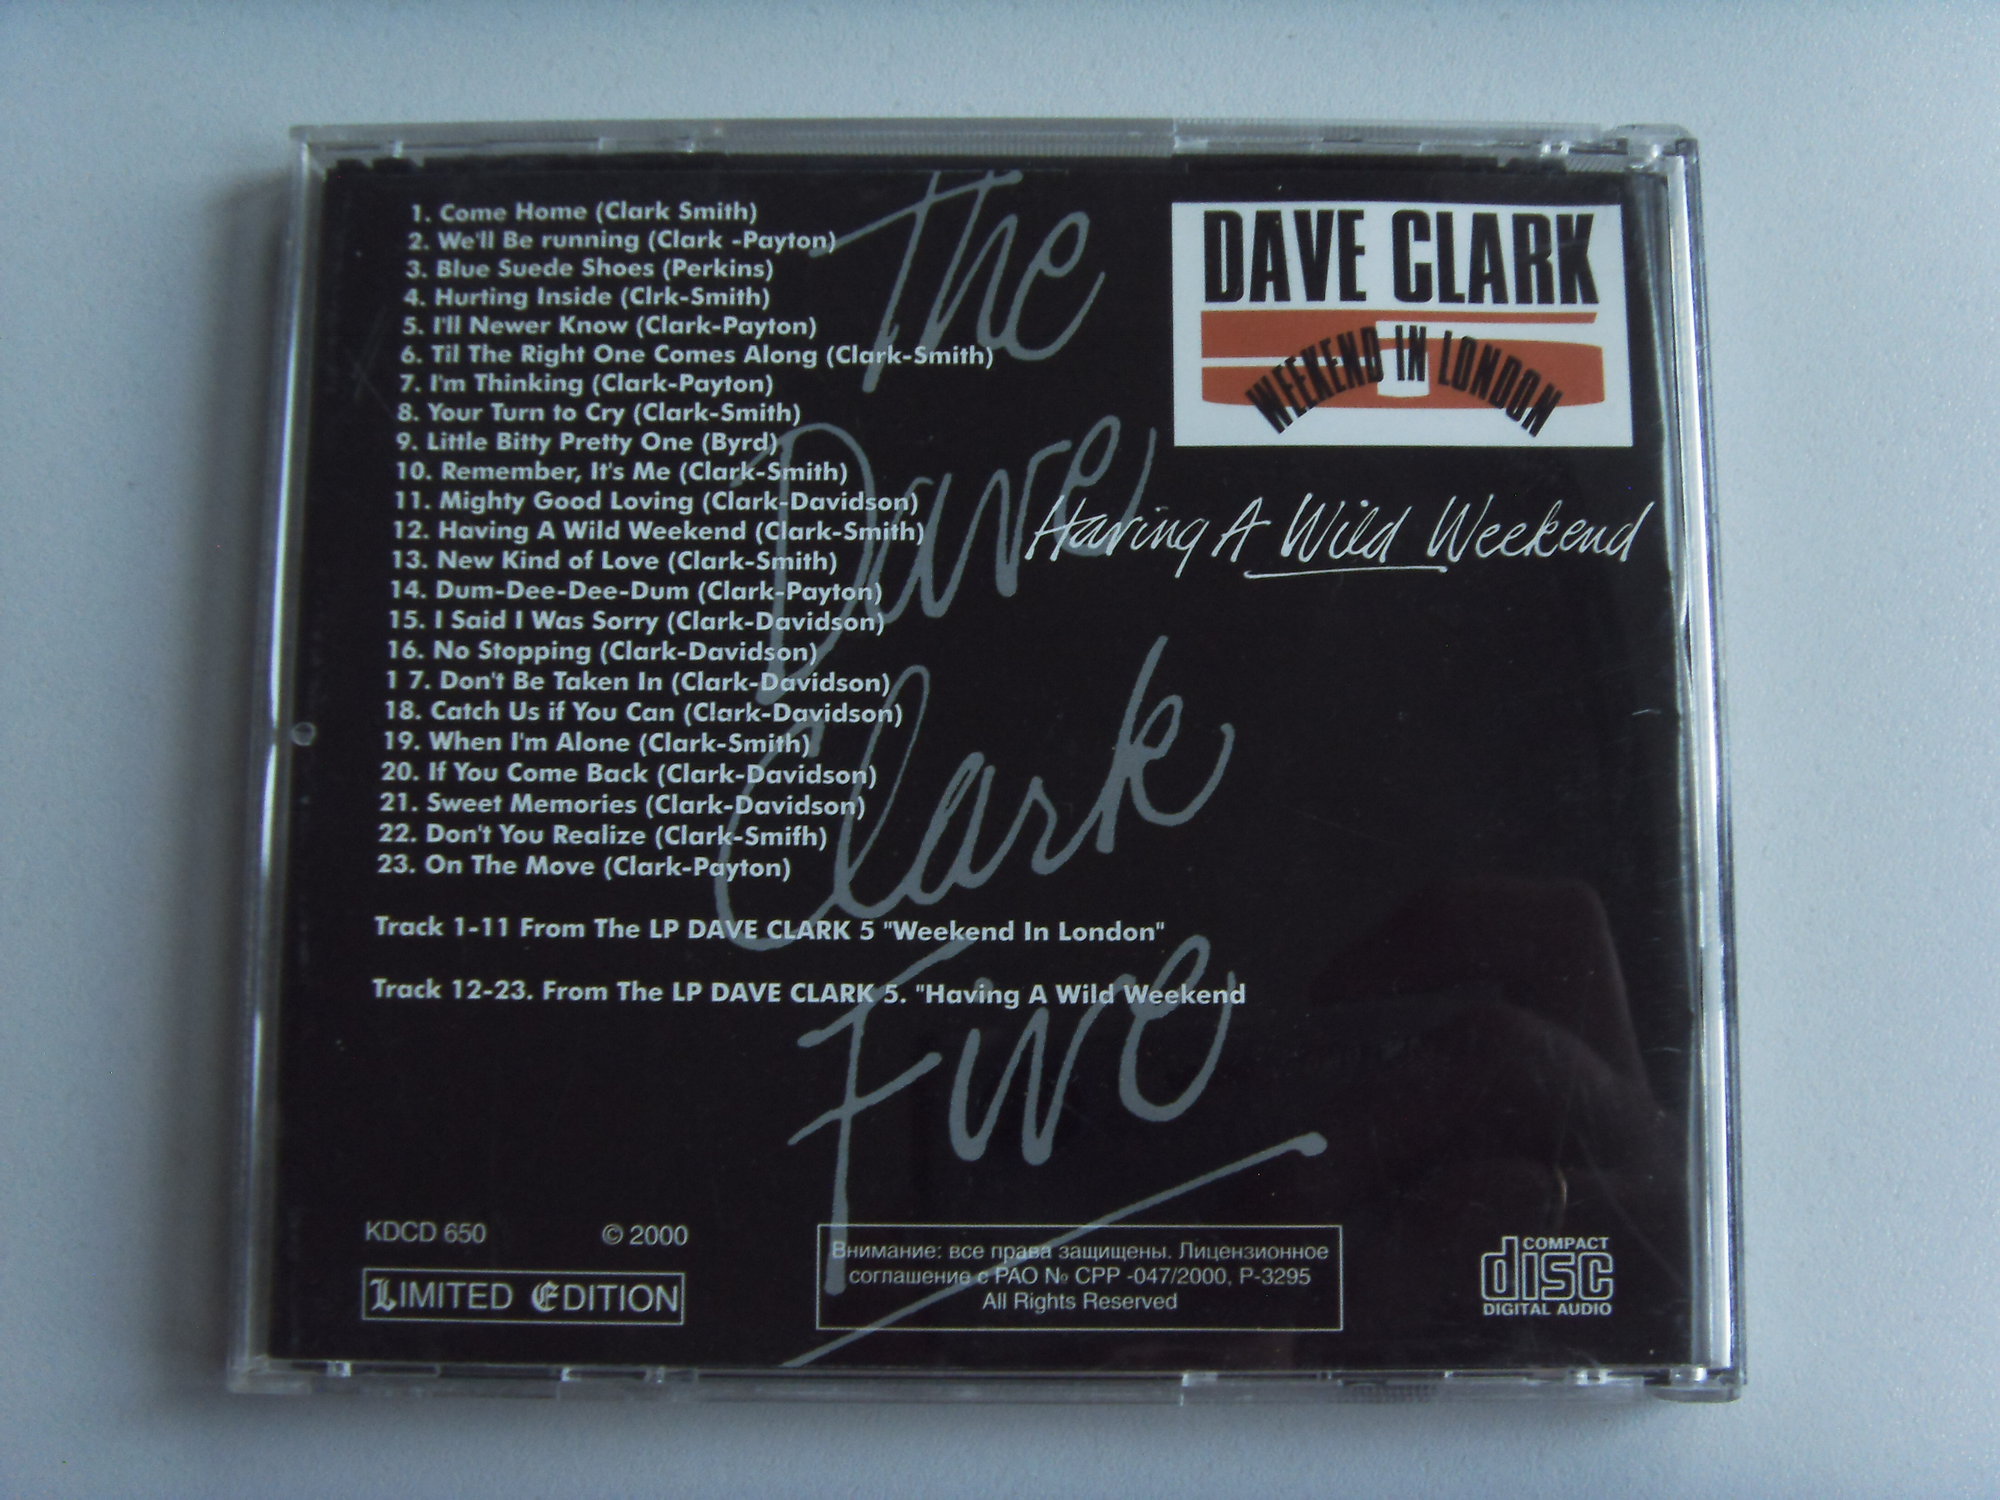 1. Come Home (Clark Smith)
2. We'll Be running (Clark -Payton)
3. Blue Suede Shoes (Perkins)
4. Hurting Inside (Clrk-Smith)
5. I'll Newer Know (Clark-Payton)
6. Til The Right One Comes Along (Clark-Smith)
7. I'm Thinking (Clark-Payton)
8. Your Turn to Cry (Clark-Smith)
9. Little Bitty Pretty One (Byrd)
10. Remember, It's Me (Clark-Smith)
11. Mighty Good Loving (Clark-Davidson)
12. Having A Wild Weekend (Clark-Smith)
13. New Kind of Love (Clark-Smith)
14. Dum-Dee-Dee-Dum (Clark-Payton)
15. I Said I Was Sorry (Clark-Davidson)
16. No Stopping (Clark-Davidson)
1 7. Don't Be Taken In (Clark-Davidson)
18. Catch Us if You Can (Clark-Davidson)
19. When I'm Alone (Clark-Smith)
20. If You Come Back (Clark-Davidson)
21. Sweet Memories (Clark-Davidson)
22. Don't You Realize (Clark-Smifh)
23. On The Move (Clark-Payton)
Track 1-11 From The LP DAVE CLARK 5 "Weekend In London"
Track 12-23. From The LP DAVE CLARK 5. "Having A Wild Weekend
The
Dave
Clark
Five
DAVE CLARK
WEEKEND IN LONDON
Having A Wild Weekend
KDCD 650 © 2000
LIMITED EDITION
Внимание: все права защищены. Лицензионное
соглашение с РАО № СРР -047/2000, Р-3295
All Rights Reserved
COMPACT
disc
DIGITAL AUDIO